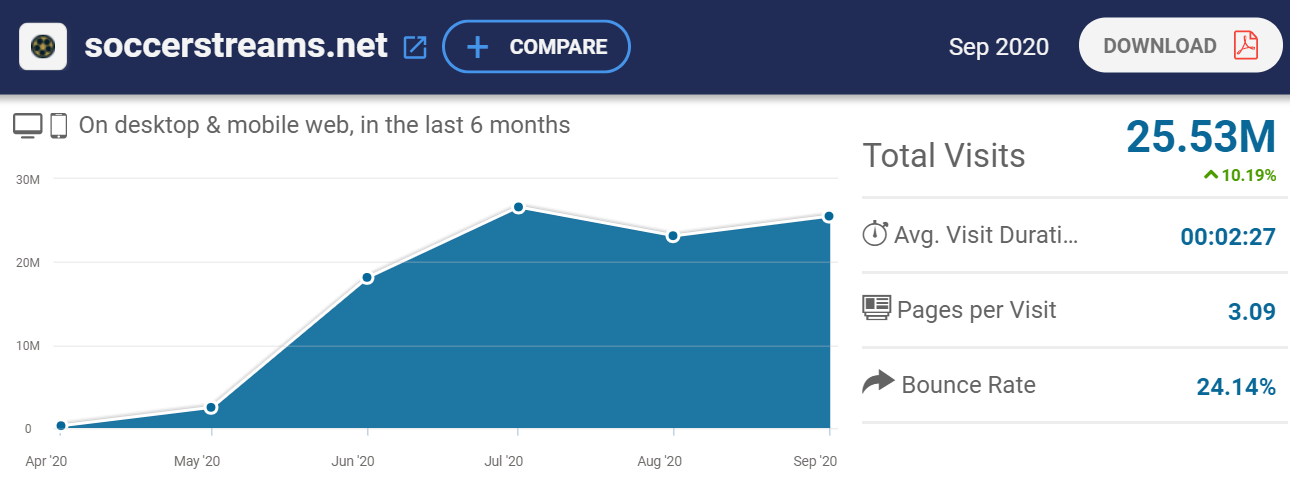 soccerstreams.net
COMPARE
Sep 2020
DOWNLOAD
On desktop & mobile web, in the last 6 months
30M
20M
10M
0
Apr '20
May '20
Jun '20
Jul '20
Aug '20
Sep '20
Total Visits
25.53M
10.19%
Avg. Visit Durati...
00:02:27
Pages per Visit
3.09
Bounce Rate
24.14%